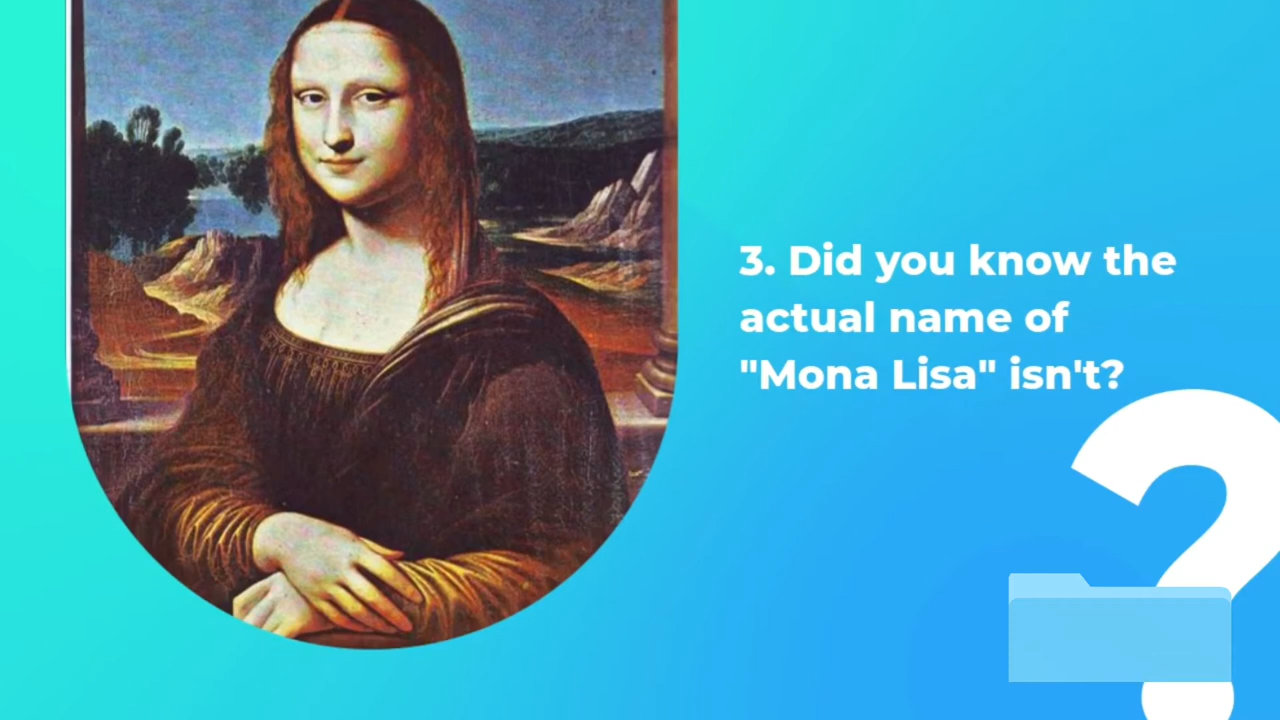 3. Did you know the
actual name of
"Mona Lisa" isn't?